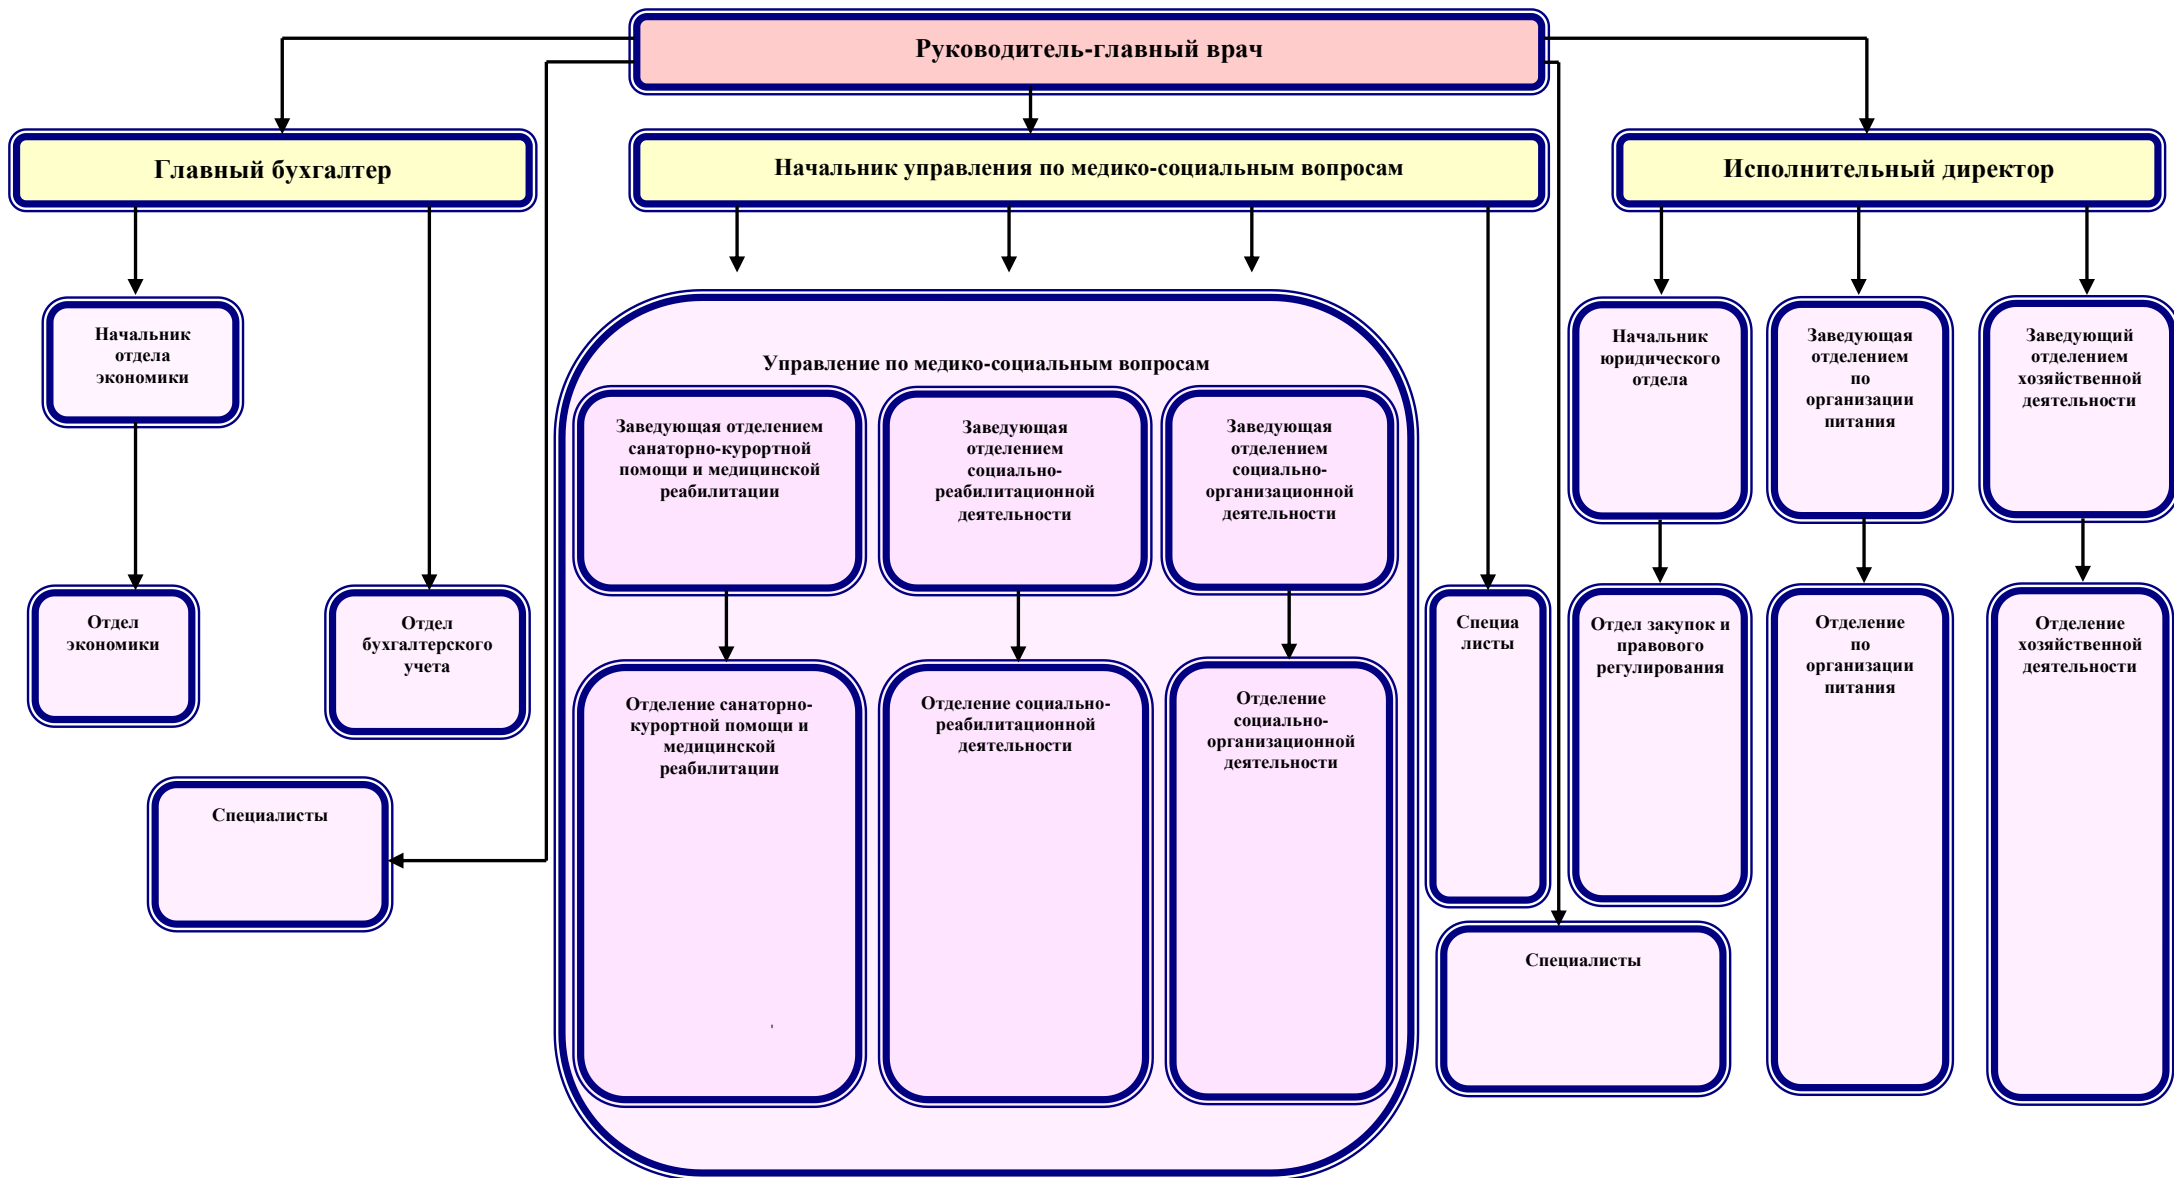 Руководитель-главный врач
Главный бухгалтер
Начальник управления по медико-социальным вопросам
Исполнительный директор
Начальник
отдела
экономики
Управление по медико-социальным вопросам
Начальник
юридического
отдела
Заведующая
отделением
по
организации
питания
Заведующий
отделением
хозяйственной
деятельности
Заведующая отделением
санаторно-курортной
помощи и медицинской
реабилитации
Заведующая
отделением
социально-
реабилитационной
деятельности
Заведующая
отделением
социально-
организационной
деятельности
Отдел
экономики
Отдел
бухгалтерского
учета
Специа
листы
Отдел закупок и
правового
регулирования
Отделение
по
организации
питания
Отделение
хозяйственной
деятельности
Отделение санаторно-
курортной помощи и
медицинской
реабилитации
Отделение социально-
реабилитационной
деятельности
Отделение
социально-
организационной
деятельности
Специалисты
Специалисты